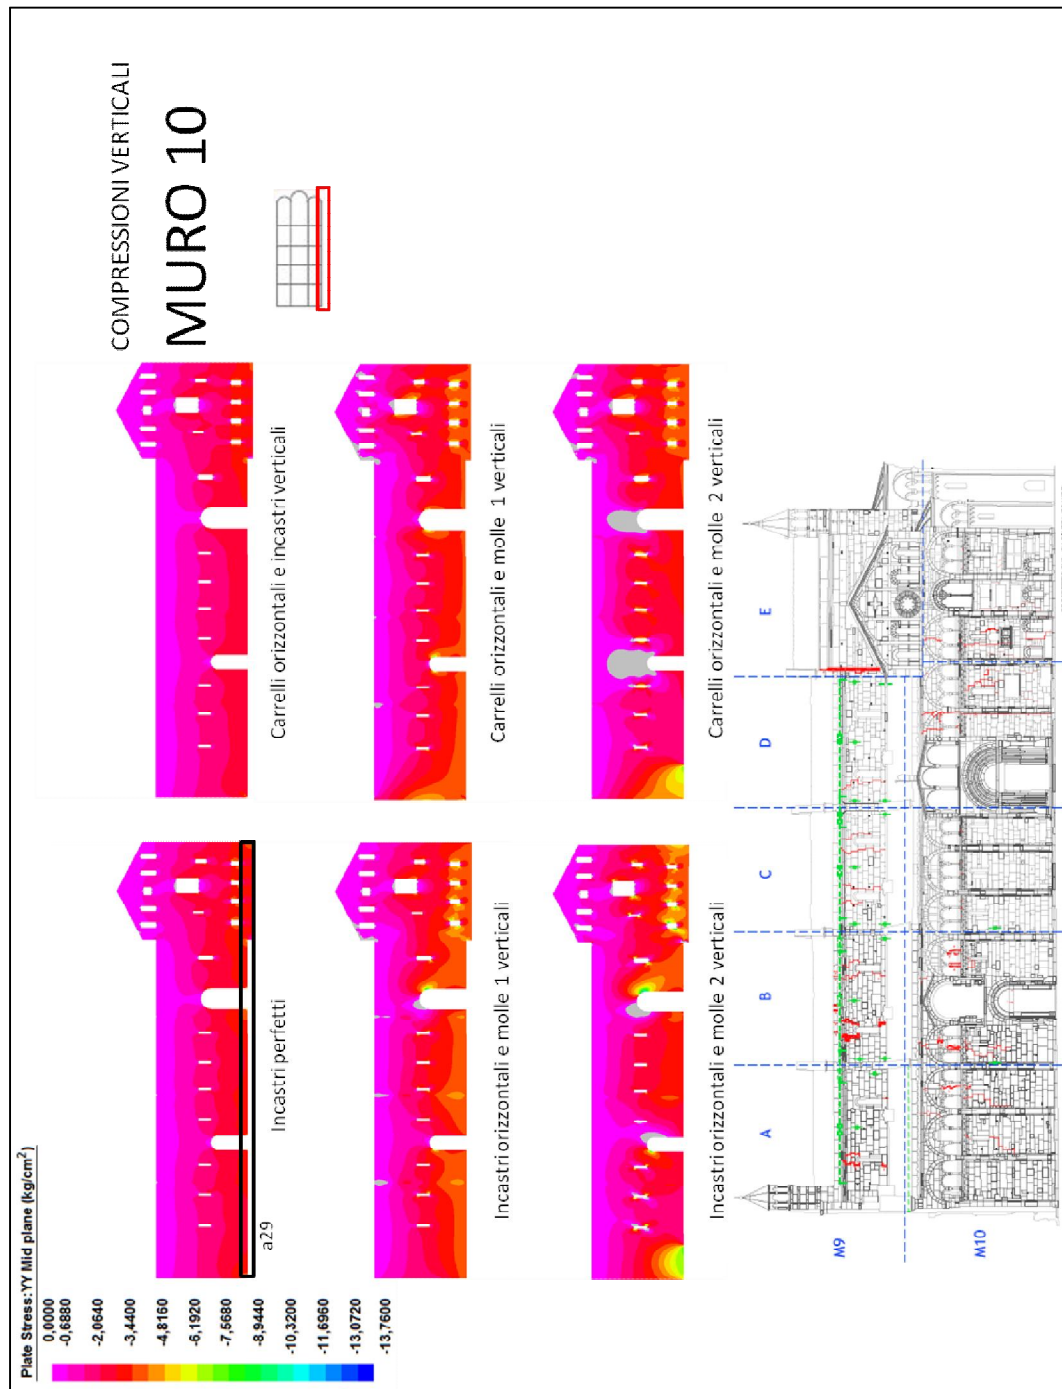 COMPRESSIONI VERTICALI
MURO 10
Plate Stress:YY Mid plane (kg/cm²)
0,0000
-0,6880
-2,0640
-3,4400
-4,8160
-6,1920
-7,5680
-8,9440
-10,3200
-11,6960
-13,0720
-13,7600
a29
Incastri perfetti
Carrelli orizzontali e incastri verticali
Incastri orizzontali e molle 1 verticali
Carrelli orizzontali e molle 1 verticali
Incastri orizzontali e molle 2 verticali
Carrelli orizzontali e molle 2 verticali
A
B
C
D
E
M9
M10